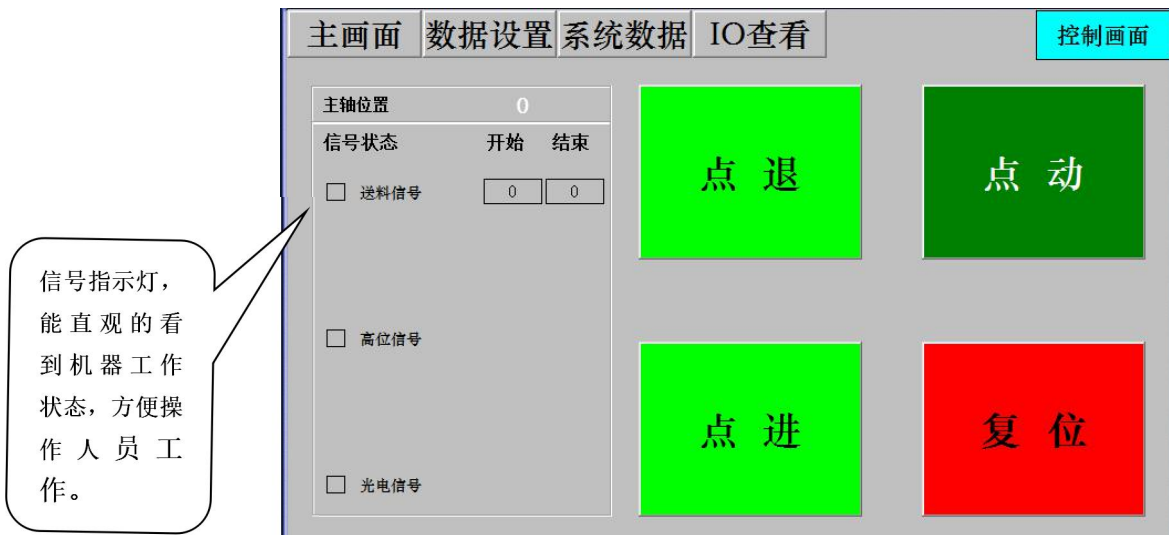 主画面 数据设置 系统数据 IO查看 控制画面
主轴位置 0
信号状态 开始 结束
送料信号 0 0
高位信号
光电信号
点 退
点 动
点 进
复 位
信号指示灯，
能直观的看
到机器工作
状态，方便操
作人员工
作。